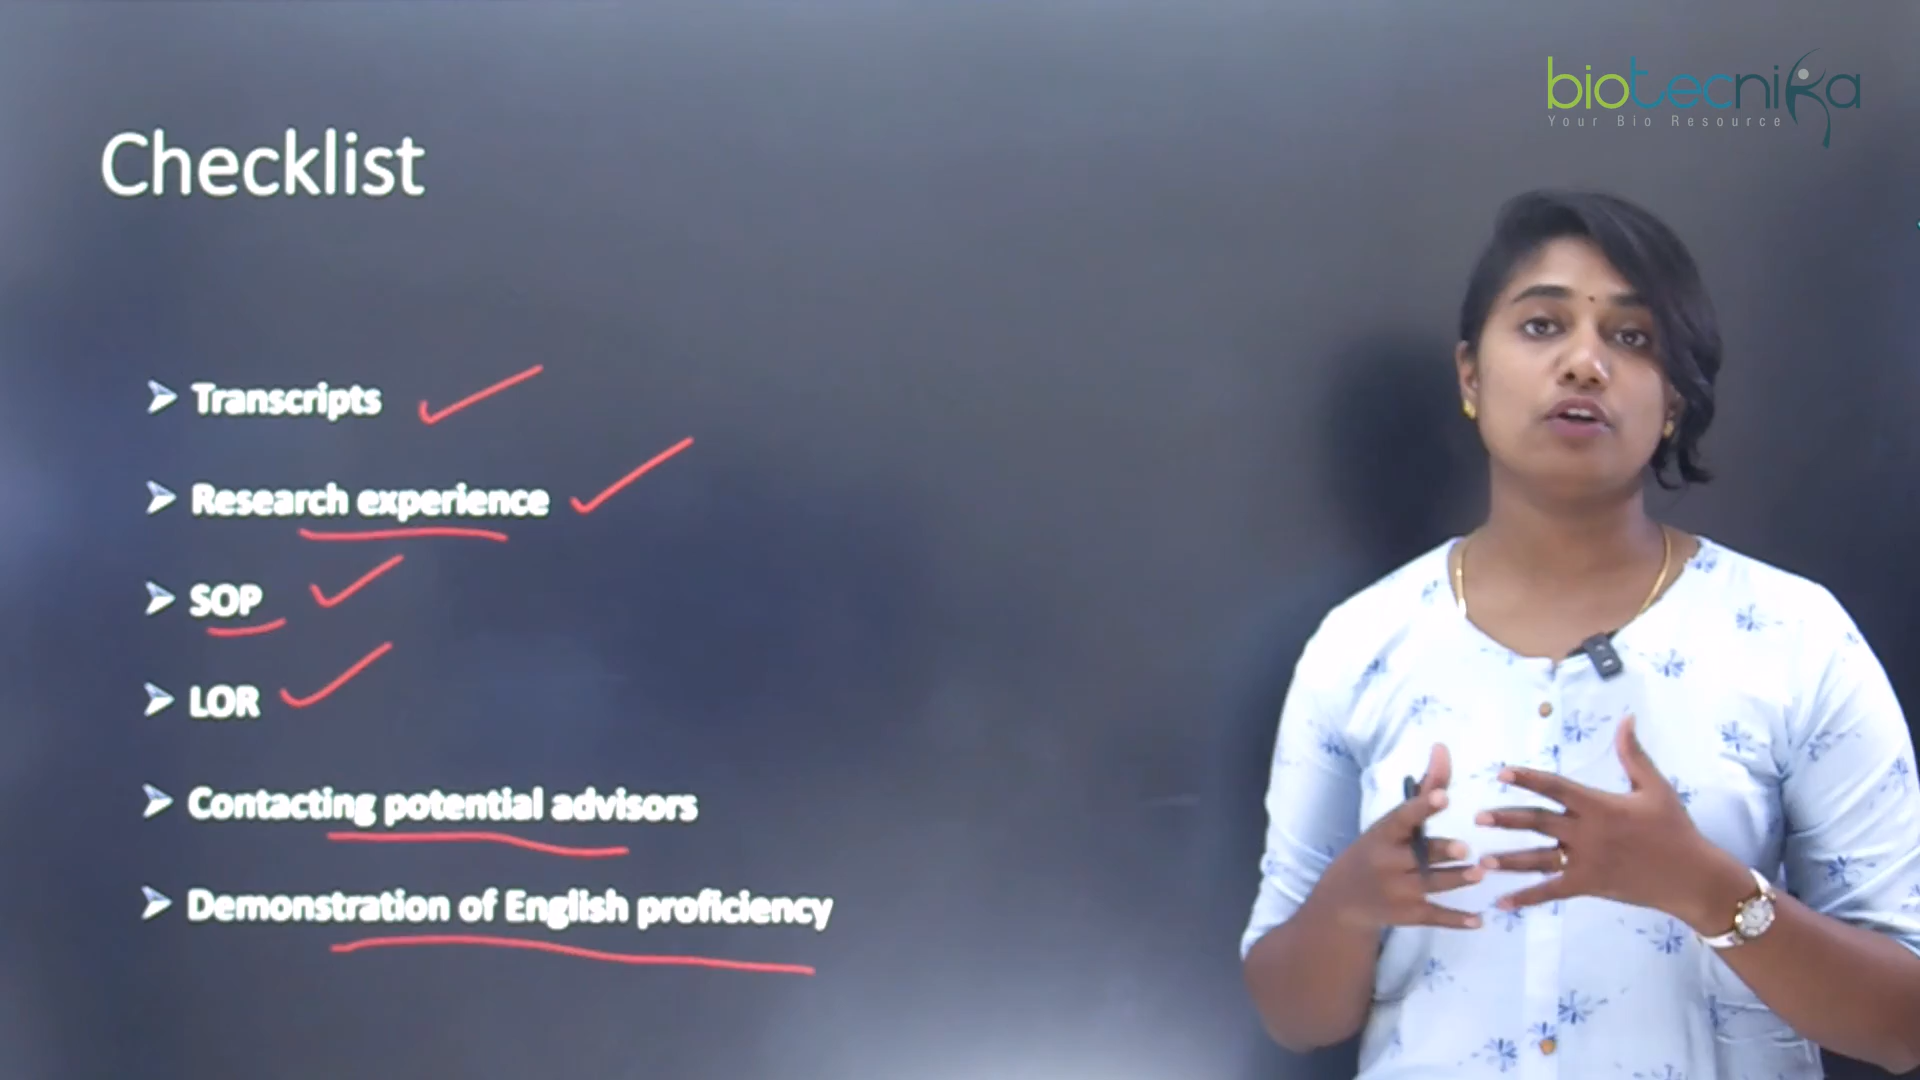 biotecnika
Your Bio Resource
Checklist
Transcripts
Research experience
SOP
LOR
Contacting potential advisors
Demonstration of English proficiency